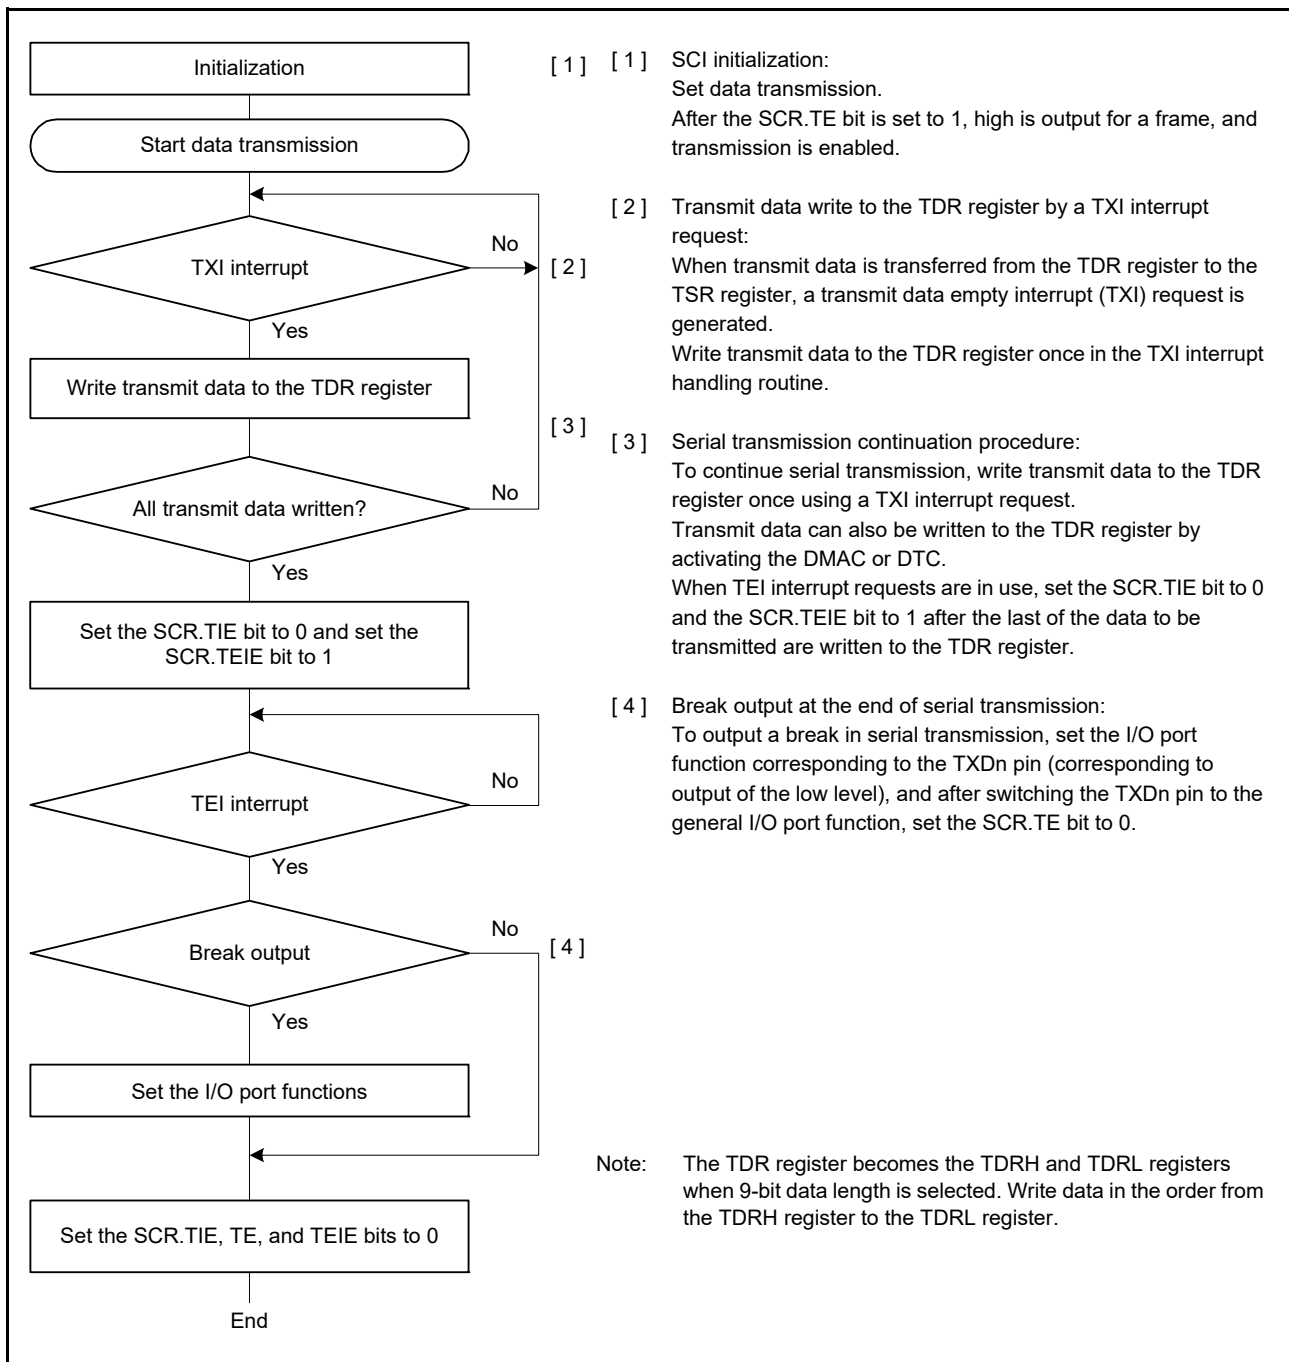 Initialization
[ 1 ]
Start data transmission
No
TXI interrupt
[ 2 ]
Yes
Write transmit data to the TDR register
[ 3 ]
No
All transmit data written?
Yes
Set the SCR.TIE bit to 0 and set the
SCR.TEIE bit to 1
No
TEI interrupt
Yes
No
Break output
[ 4 ]
Yes
Set the I/O port functions
Set the SCR.TIE, TE, and TEIE bits to 0
End
[ 1 ] SCI initialization:
Set data transmission.
After the SCR.TE bit is set to 1, high is output for a frame, and
transmission is enabled.
[ 2 ] Transmit data write to the TDR register by a TXI interrupt
request:
When transmit data is transferred from the TDR register to the
TSR register, a transmit data empty interrupt (TXI) request is
generated.
Write transmit data to the TDR register once in the TXI interrupt
handling routine.
[ 3 ] Serial transmission continuation procedure:
To continue serial transmission, write transmit data to the TDR
register once using a TXI interrupt request.
Transmit data can also be written to the TDR register by
activating the DMAC or DTC.
When TEI interrupt requests are in use, set the SCR.TIE bit to 0
and the SCR.TEIE bit to 1 after the last of the data to be
transmitted are written to the TDR register.
[ 4 ] Break output at the end of serial transmission:
To output a break in serial transmission, set the I/O port
function corresponding to the TXDn pin (corresponding to
output of the low level), and after switching the TXDn pin to the
general I/O port function, set the SCR.TE bit to 0.
Note: The TDR register becomes the TDRH and TDRL registers
when 9-bit data length is selected. Write data in the order from
the TDRH register to the TDRL register.